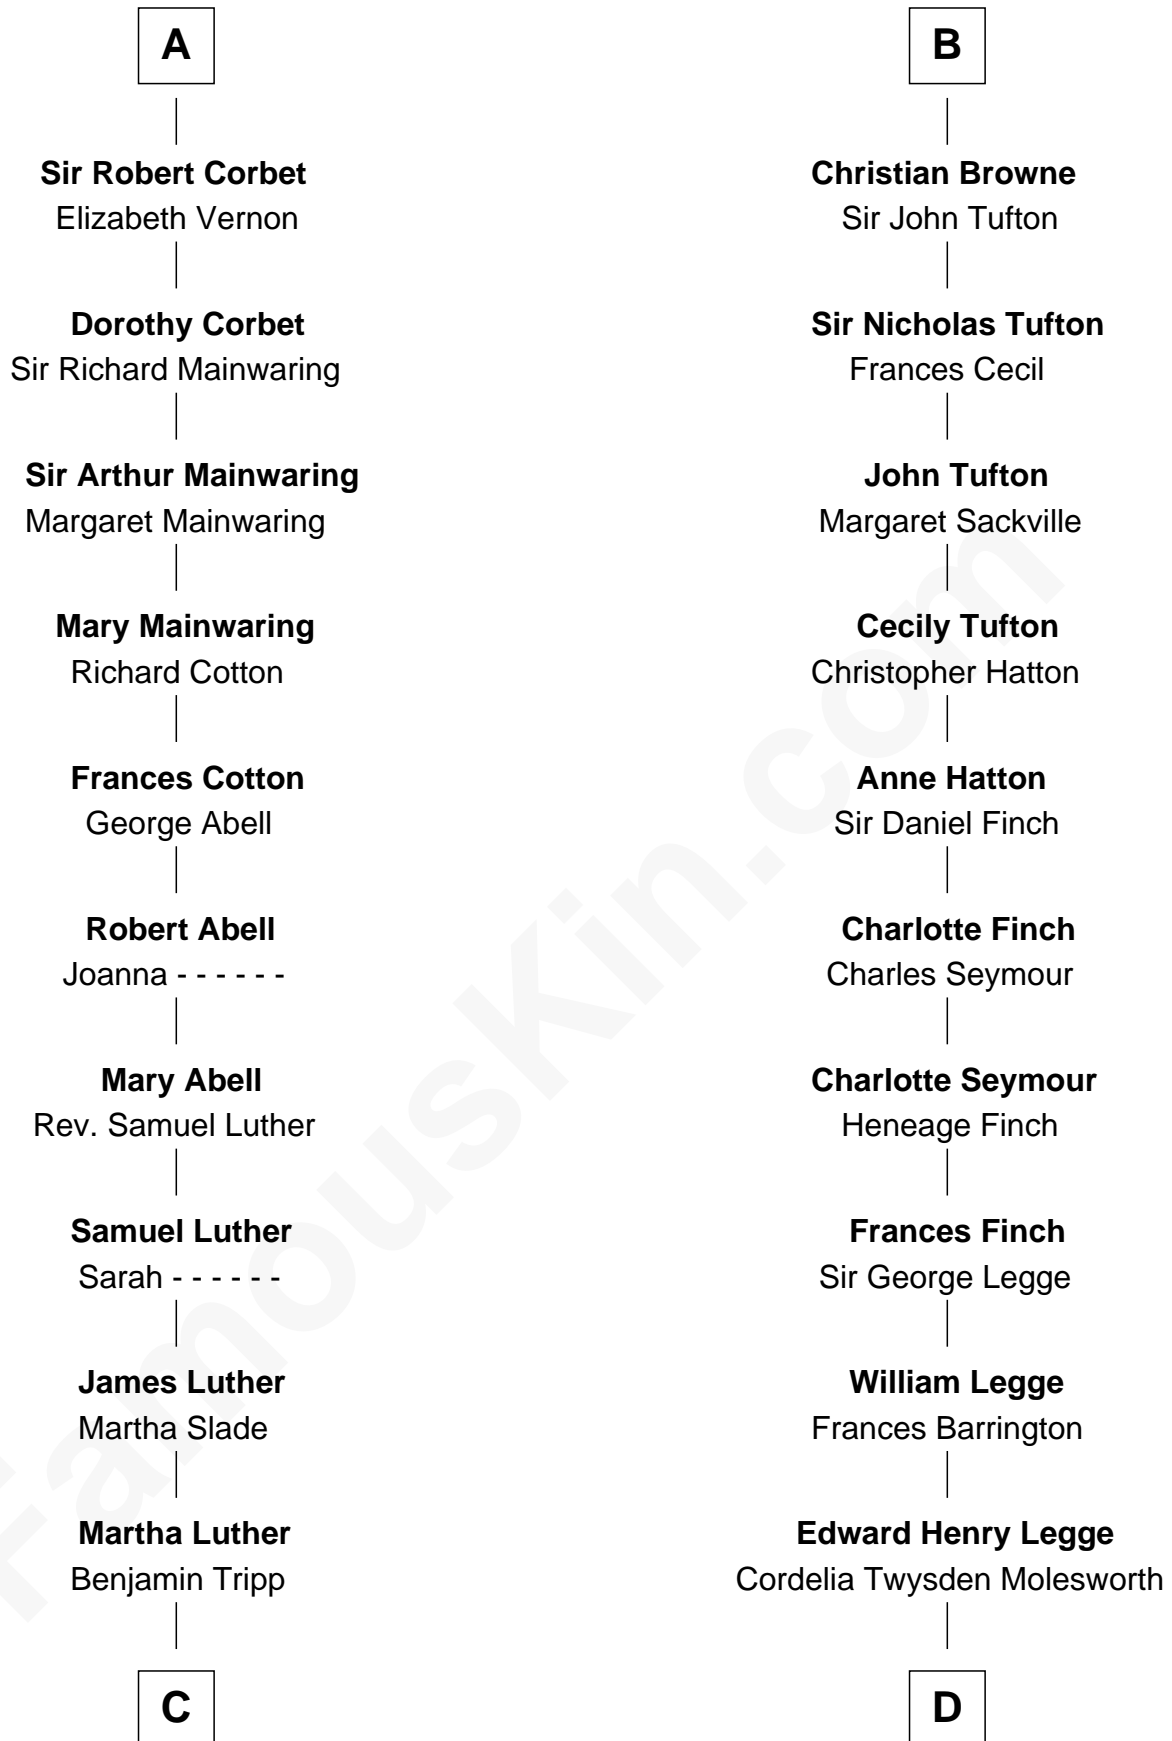 A
Sir Robert Corbet
Elizabeth Vernon
Dorothy Corbet
Sir Richard Mainwaring
Sir Arthur Mainwaring
Margaret Mainwaring
Mary Mainwaring
Richard Cotton
Frances Cotton
George Abell
Robert Abell
Joanna - - - - - -
Mary Abell
Rev. Samuel Luther
Samuel Luther
Sarah - - - - - -
James Luther
Martha Slade
Martha Luther
Benjamin Tripp
C
B
Christian Browne
Sir John Tufton
Sir Nicholas Tufton
Frances Cecil
John Tufton
Margaret Sackville
Cecily Tufton
Christopher Hatton
Anne Hatton
Sir Daniel Finch
Charlotte Finch
Charles Seymour
Charlotte Seymour
Heneage Finch
Frances Finch
Sir George Legge
William Legge
Frances Barrington
Edward Henry Legge
Cordelia Twysden Molesworth
D
FamousKin.com